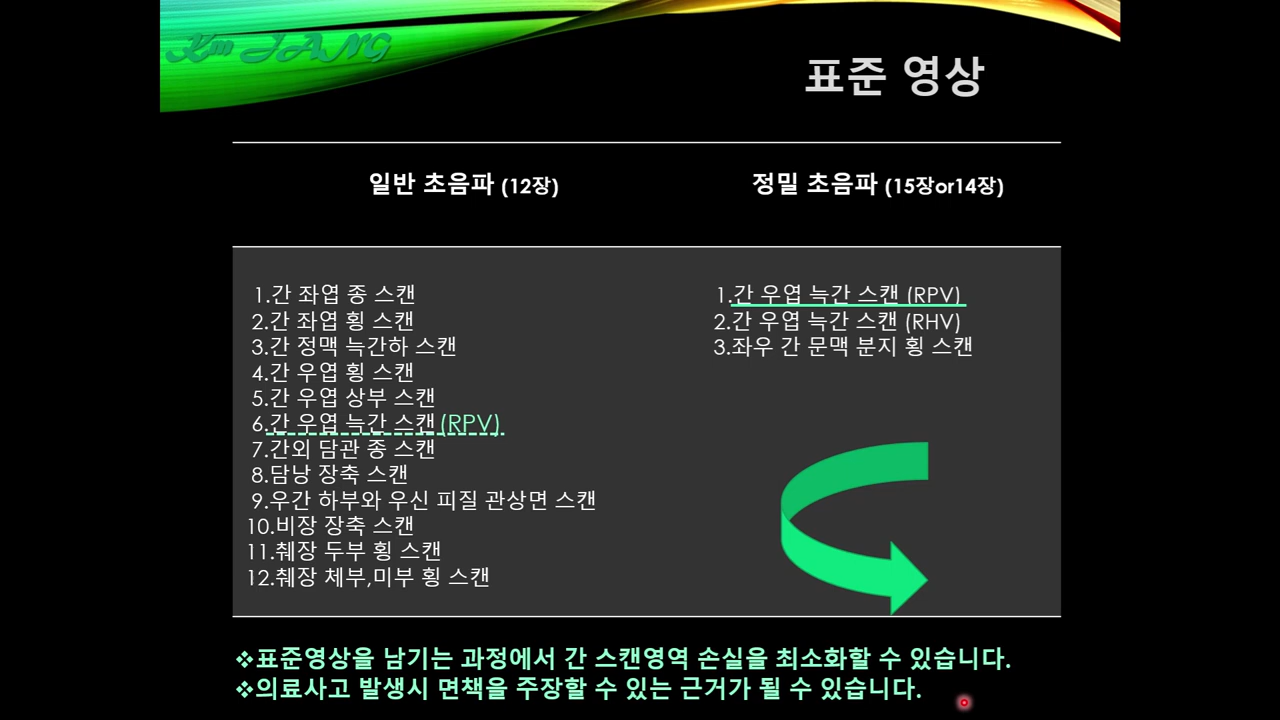 Km JANG
표준 영상
일반 초음파 (12장)
정밀 초음파 (15장or14장)
1.간 좌엽 종 스캔
2.간 좌엽 횡 스캔
3.간 정맥 늑간하 스캔
4.간 우엽 횡 스캔
5.간 우엽 상부 스캔
6.간 우엽 늑간 스캔(RPV)
7.간외 담관 종 스캔
8.담낭 장축 스캔
9.우간 하부와 우신 피질 관상면 스캔
10.비장 장축 스캔
11.췌장 두부 횡 스캔
12.췌장 체부,미부 횡 스캔
1.간 우엽 늑간 스캔 (RPV)
2.간 우엽 늑간 스캔 (RHV)
3.좌우 간 문맥 분지 횡 스캔
❖표준영상을 남기는 과정에서 간 스캔영역 손실을 최소화할 수 있습니다.
❖의료사고 발생시 면책을 주장할 수 있는 근거가 될 수 있습니다.